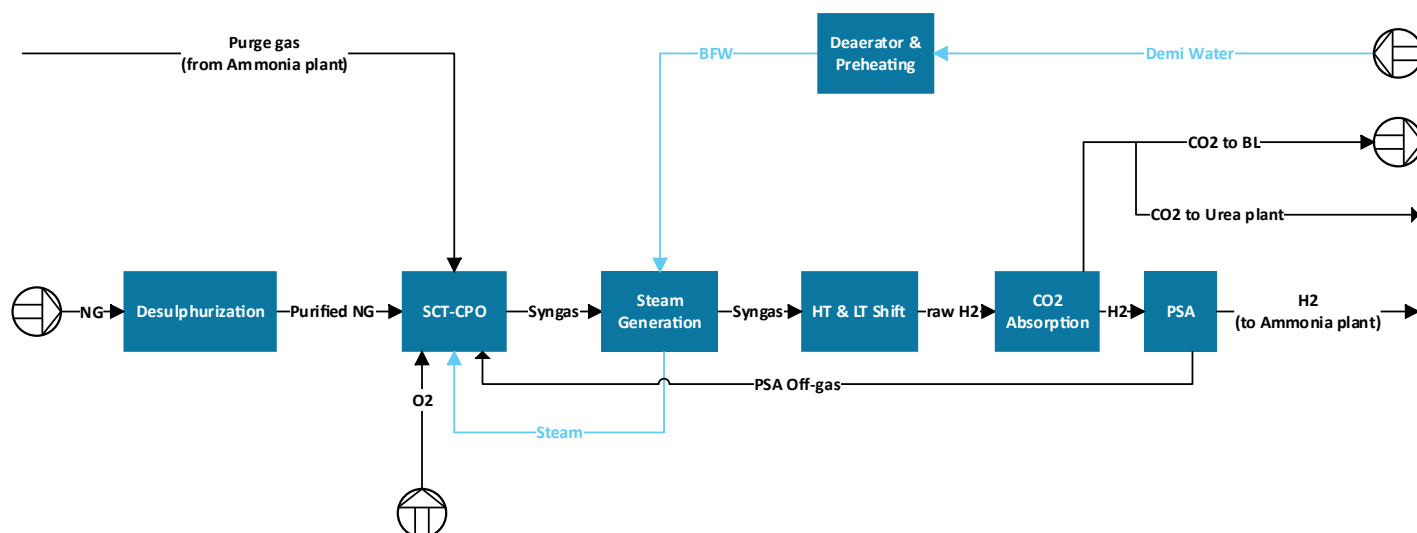 Purge gas
(from Ammonia plant)
BFW
Deaerator &
Preheating
Demi Water
CO2 to BL
CO2 to Urea plant
NG
Desulphurization
Purified NG
SCT-CPO
Syngas
Steam
Generation
Syngas
HT & LT Shift
raw H2
CO2
Absorption
H2
PSA
H2
(to Ammonia plant)
PSA Off-gas
O2
Steam